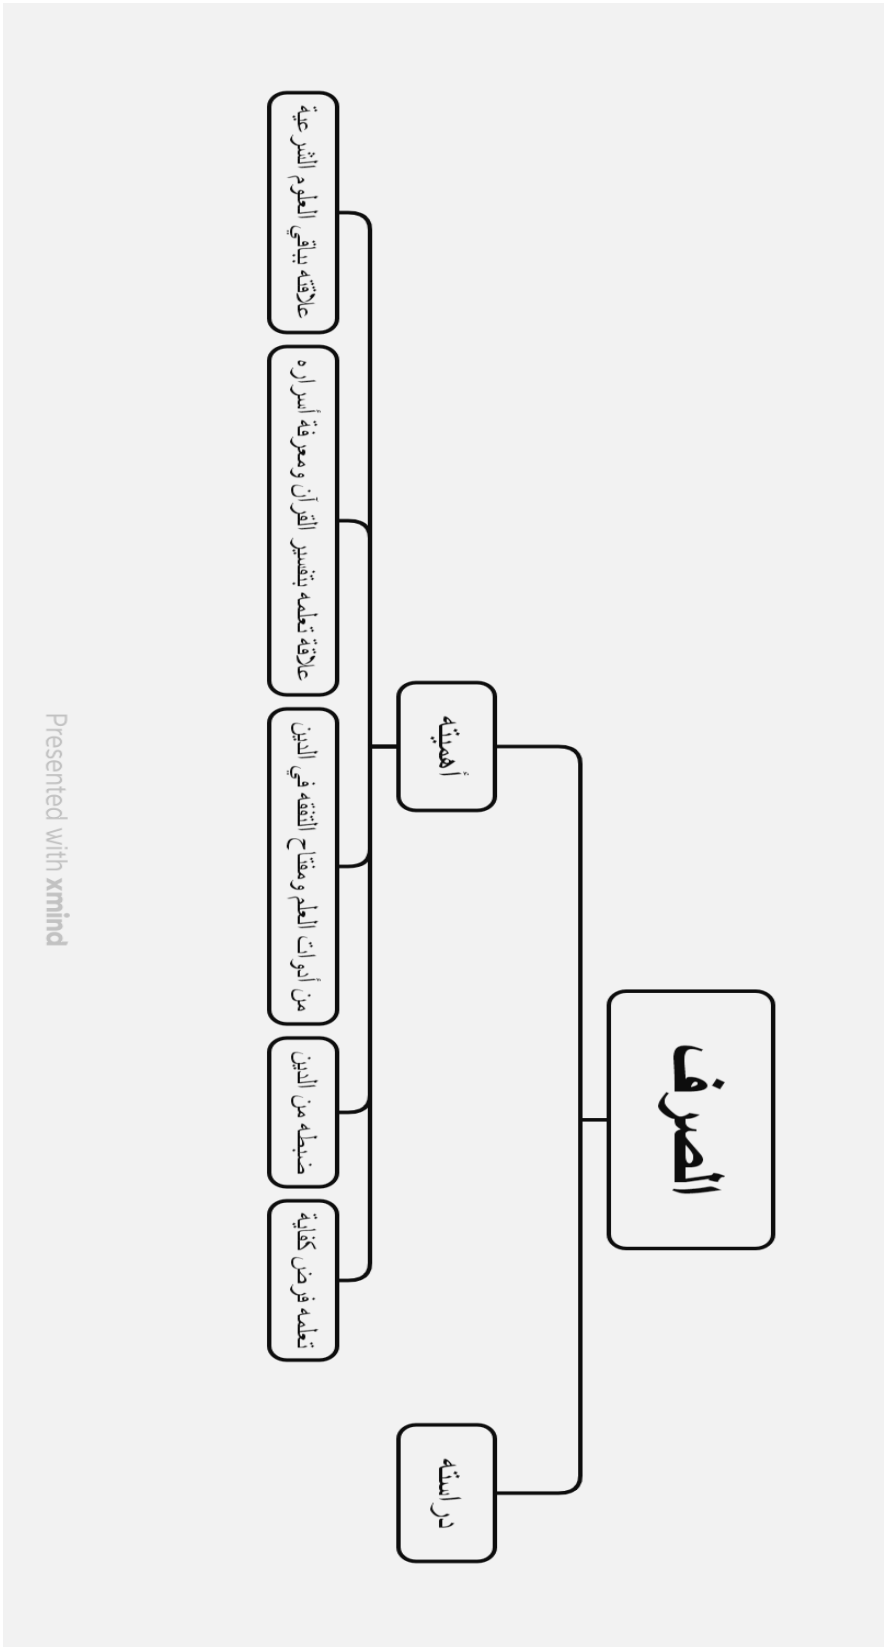 الصرف
أهميته
دراسته
تعلمه فرض كفاية
ضبطه من الدين
من أدوات العلم ومفتاح التفقه في الدين
علاقة تعلمه بتفسير القرآن ومعرفة أسراره
علاقته بباقي العلوم الشرعية
Presented with xmind